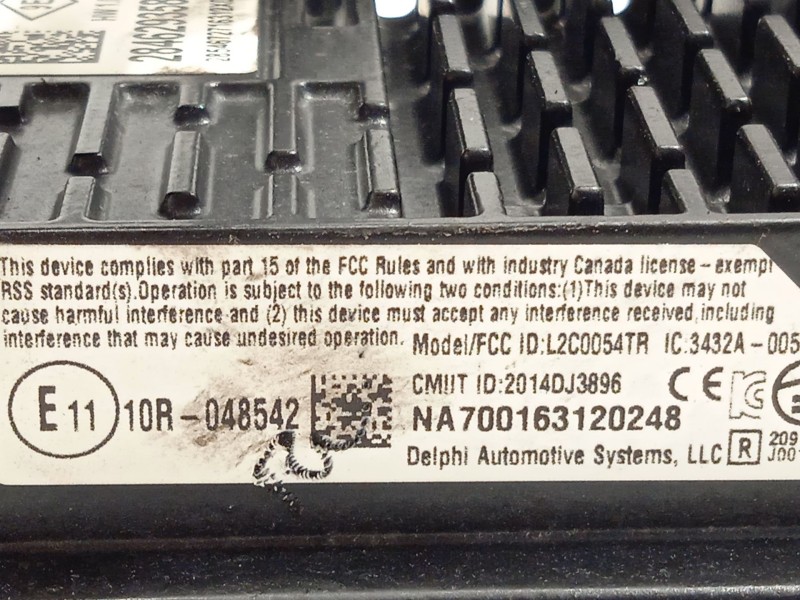 This device complies with part 15 of the FCC Rules and with industry Canada license-exempt
RSS standard(s).Operation is subject to the following two conditions:(1)This device may not
cause harmful interference and (2) this device must accept any interference received,including
interference that may cause undesired operation.
Model/FCC ID:L2C0054TR IC:3432A-005
E 11 10R-048542
CMIIT ID:2014DJ3896
CE
NA700163120248
Delphi Automotive Systems, LLC
R
209